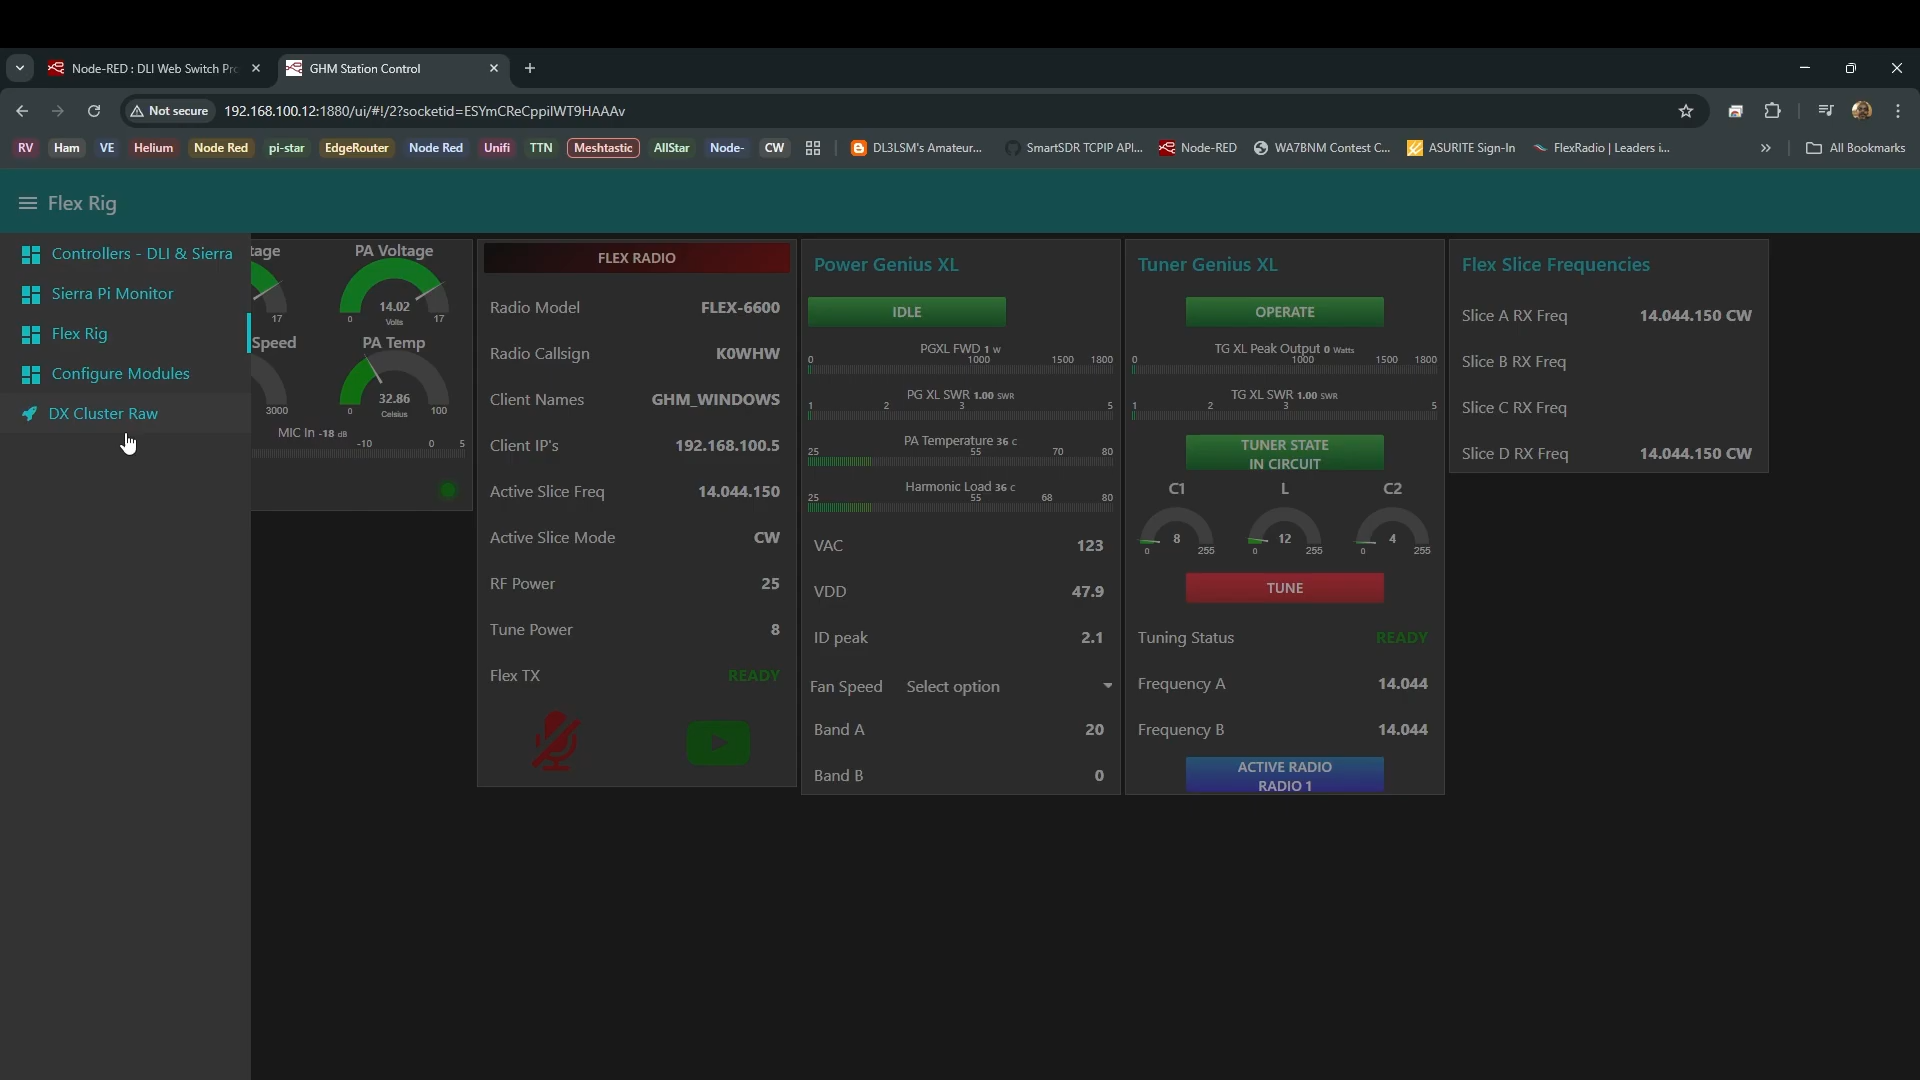 Node-RED : DLI Web Switch Pr
GHM Station Control
Not secure
192.168.100.12:1880/ui/#!/2?socketid=ESYmCReCppilWT9HAAAv
RV Ham VE Helium Node Red pi-star EdgeRouter Node Red Unifi TTN Meshtastic AllStar Node- CW DL3LSM's Amateur... SmartSDR TCPIP API... Node-RED WA7BNM Contest C... ASURITE Sign-In FlexRadio | Leaders i... » All Bookmarks
Flex Rig
Controllers - DLI & Sierra
Sierra Pi Monitor
Flex Rig
Configure Modules
DX Cluster Raw
tage
17
Speed
3000
PA Voltage
14.02
Volts
0 17
PA Temp
32.86
Celsius
0 100
MIC In -18 dB
-10 0 5
FLEX RADIO
Radio Model FLEX-6600
Radio Callsign K0WHW
Client Names GHM_WINDOWS
Client IP's 192.168.100.5
Active Slice Freq 14.044.150
Active Slice Mode CW
RF Power 25
Tune Power 8
Flex TX READY
Power Genius XL
IDLE
PGXL FWD 1 W
0 1000 1500 1800
PG XL SWR 1.00 SWR
1 2 3 5
PA Temperature 36 C
25 55 70 80
Harmonic Load 36 C
25 55 68 80
VAC 123
VDD 47.9
ID peak 2.1
Fan Speed Select option
Band A 20
Band B 0
Tuner Genius XL
OPERATE
TG XL Peak Output 0 Watts
0 1000 1500 1800
TG XL SWR 1.00 SWR
1 2 3 5
TUNER STATE
IN CIRCUIT
C1 L C2
8 12 4
0 255 0 255 0 255
TUNE
Tuning Status READY
Frequency A 14.044
Frequency B 14.044
ACTIVE RADIO
RADIO 1
Flex Slice Frequencies
Slice A RX Freq 14.044.150 CW
Slice B RX Freq
Slice C RX Freq
Slice D RX Freq 14.044.150 CW